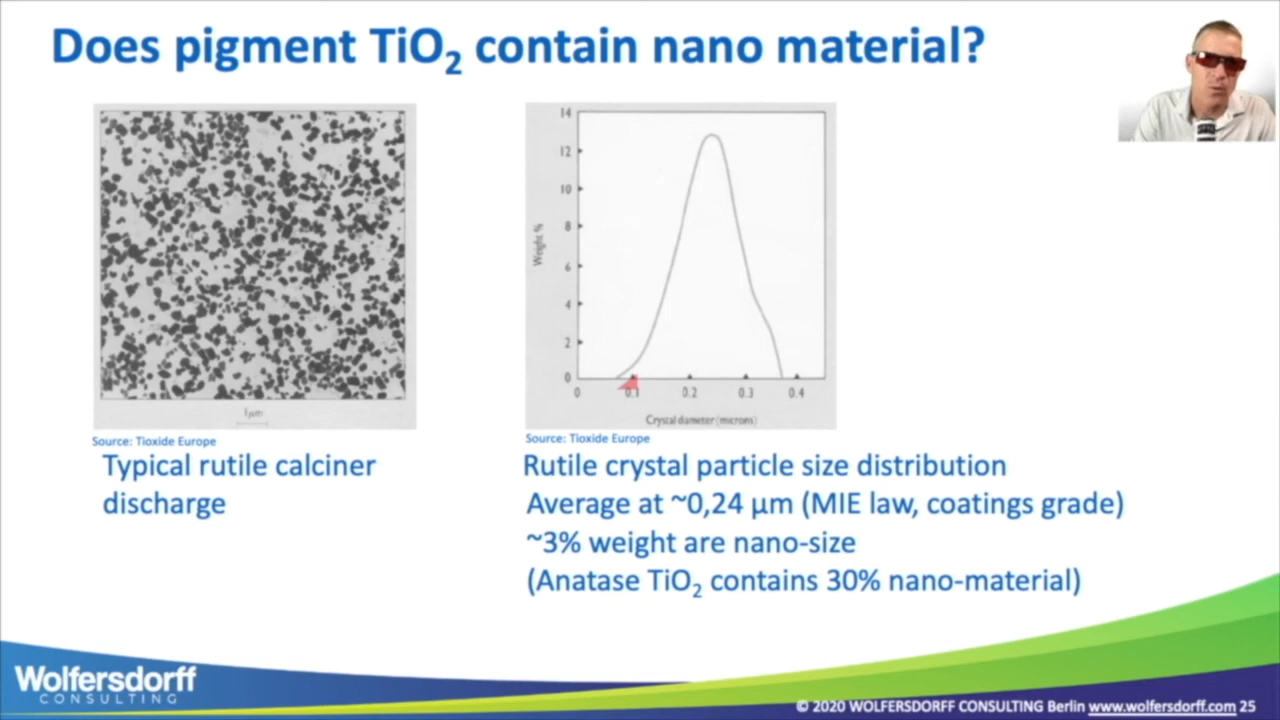 Does pigment TiO₂ contain nano material?
1μm
Source: Tioxide Europe
Typical rutile calciner
discharge
14
12
10
8
6
4
2
0
Weight %
0 0.1 0.2 0.3 0.4
Crystal diameter (microns)
Source: Tioxide Europe
Rutile crystal particle size distribution
Average at ~0,24 μm (MIE law, coatings grade)
~3% weight are nano-size
(Anatase TiO₂ contains 30% nano-material)
Wolfersdorff
CONSULTING
© 2020 WOLFERSDORFF CONSULTING Berlin www.wolfersdorff.com 25